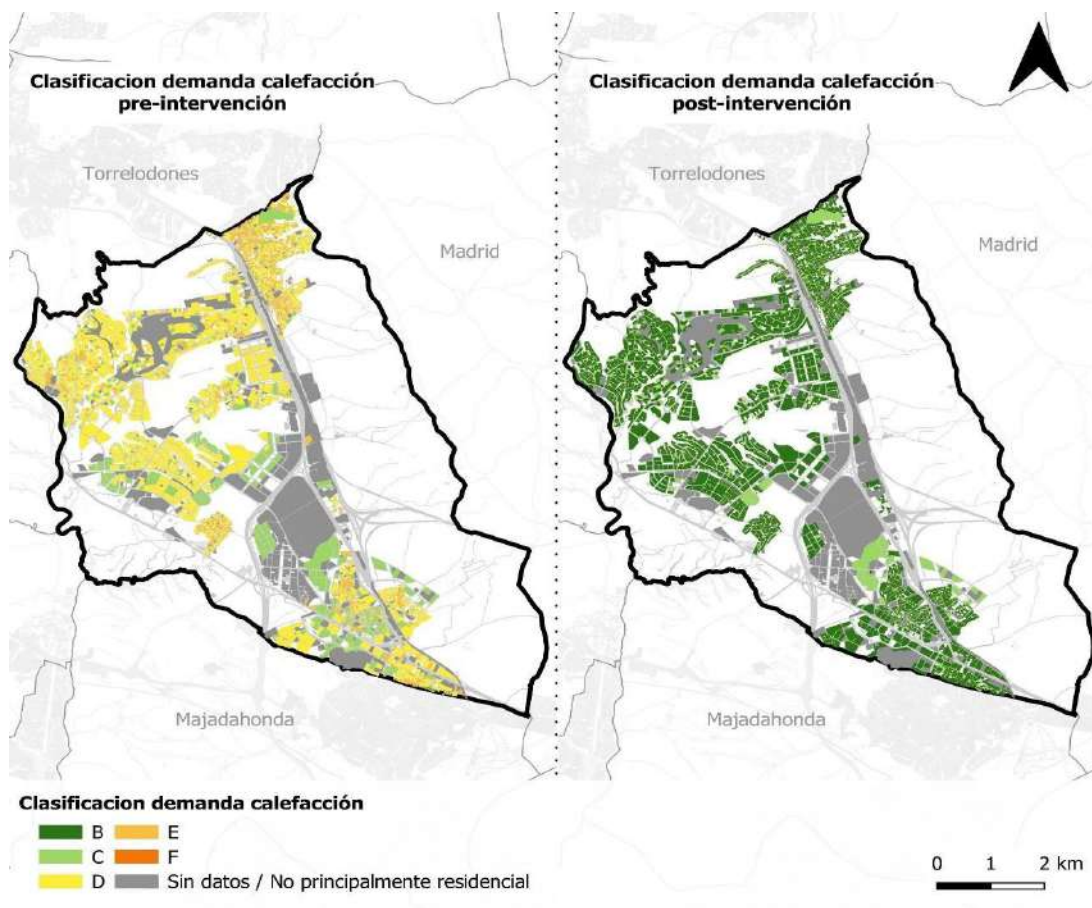 Clasificacion demanda calefacción
pre-intervención
Clasificacion demanda calefacción
post-intervención
Torrelodones
Torrelodones
Madrid
Madrid
Majadahonda
Majadahonda
Clasificacion demanda calefacción
B
E
C
F
D
Sin datos / No principalmente residencial
0 1 2 km